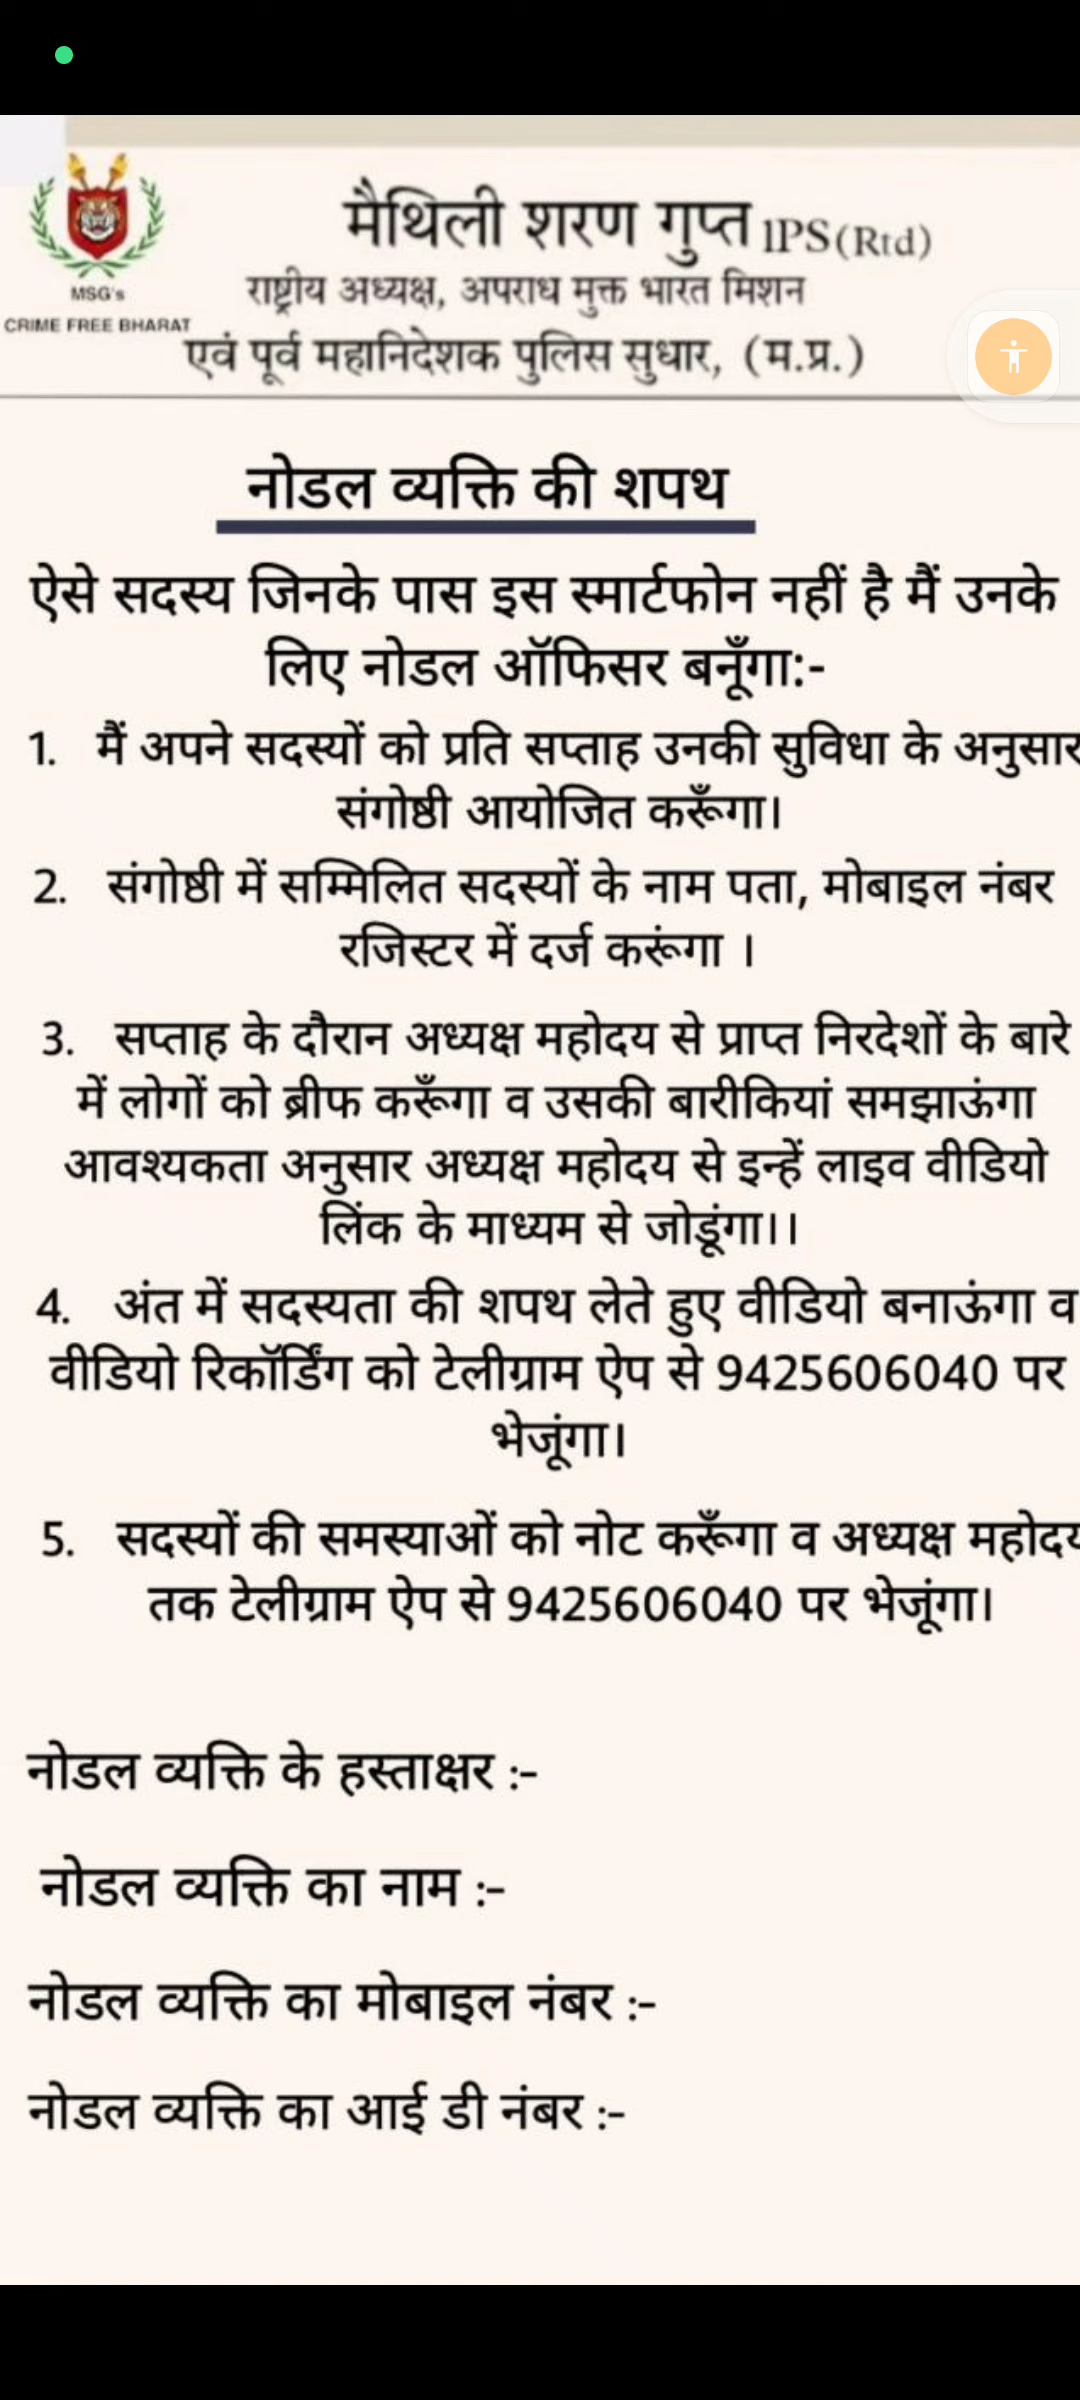 मैथिली शरण गुप्त IPS(Rtd)
राष्ट्रीय अध्यक्ष, अपराध मुक्त भारत मिशन
MSG's
CRIME FREE BHARAT
एवं पूर्व महानिदेशक पुलिस सुधार, (म.प्र.)
नोडल व्यक्ति की शपथ
ऐसे सदस्य जिनके पास इस स्मार्टफोन नहीं है मैं उनके
लिए नोडल ऑफिसर बनूँगा:-
1. मैं अपने सदस्यों को प्रति सप्ताह उनकी सुविधा के अनुसार
संगोष्ठी आयोजित करूँगा।
2. संगोष्ठी में सम्मिलित सदस्यों के नाम पता, मोबाइल नंबर
रजिस्टर में दर्ज करूंगा ।
3. सप्ताह के दौरान अध्यक्ष महोदय से प्राप्त निरदेशों के बारे
में लोगों को ब्रीफ करूँगा व उसकी बारीकियां समझाऊंगा
आवश्यकता अनुसार अध्यक्ष महोदय से इन्हें लाइव वीडियो
लिंक के माध्यम से जोडूंगा।।
4. अंत में सदस्यता की शपथ लेते हुए वीडियो बनाऊंगा व
वीडियो रिकॉर्डिंग को टेलीग्राम ऐप से 9425606040 पर
भेजूंगा।
5. सदस्यों की समस्याओं को नोट करूँगा व अध्यक्ष महोदय
तक टेलीग्राम ऐप से 9425606040 पर भेजूंगा।
नोडल व्यक्ति के हस्ताक्षर :-
नोडल व्यक्ति का नाम :-
नोडल व्यक्ति का मोबाइल नंबर :-
नोडल व्यक्ति का आई डी नंबर :-